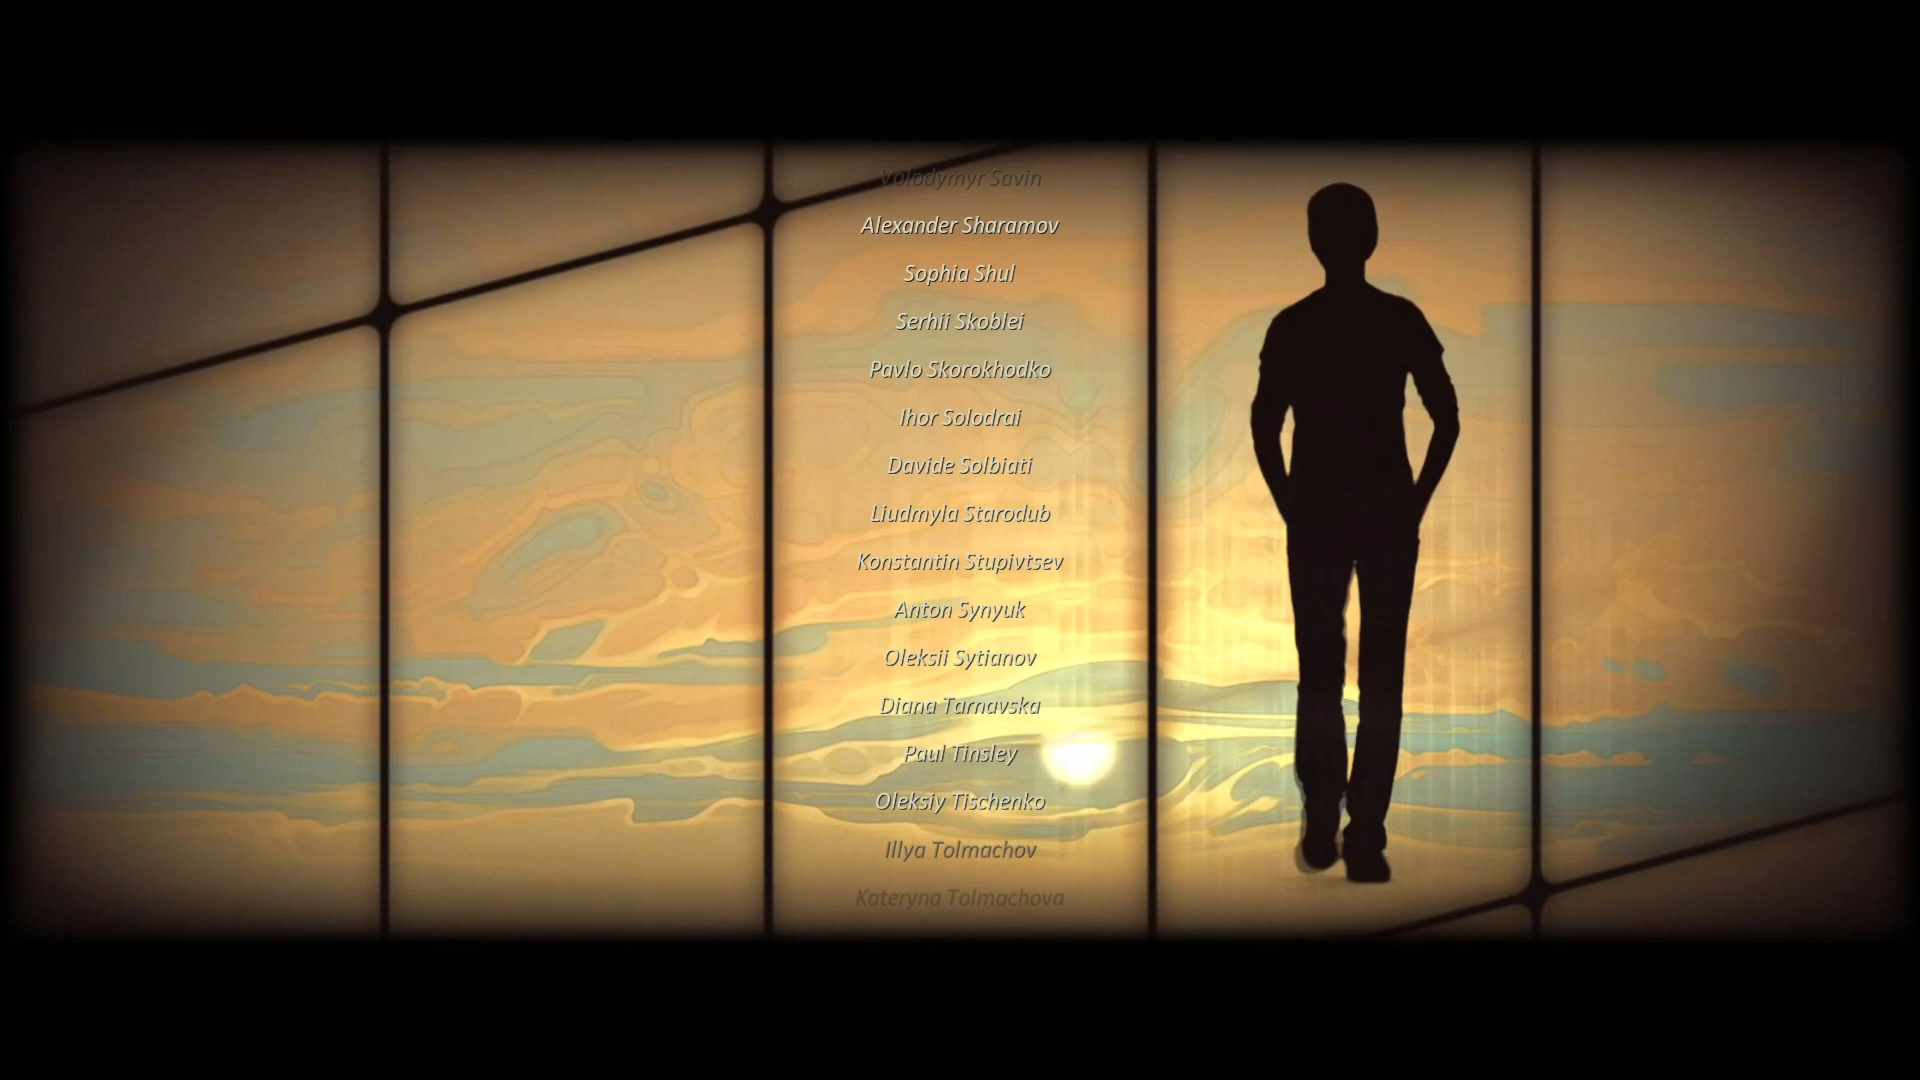 Volodymyr Savin
Alexander Sharamov
Sophia Shul
Serhii Skoblei
Pavlo Skorokhodko
Ihor Solodrai
Davide Solbiati
Liudmyla Starodub
Konstantin Stupivtsev
Anton Synyuk
Oleksii Sytianov
Diana Tarnavska
Paul Tinsley
Oleksiy Tischenko
Illya Tolmachov
Kateryna Tolmachova